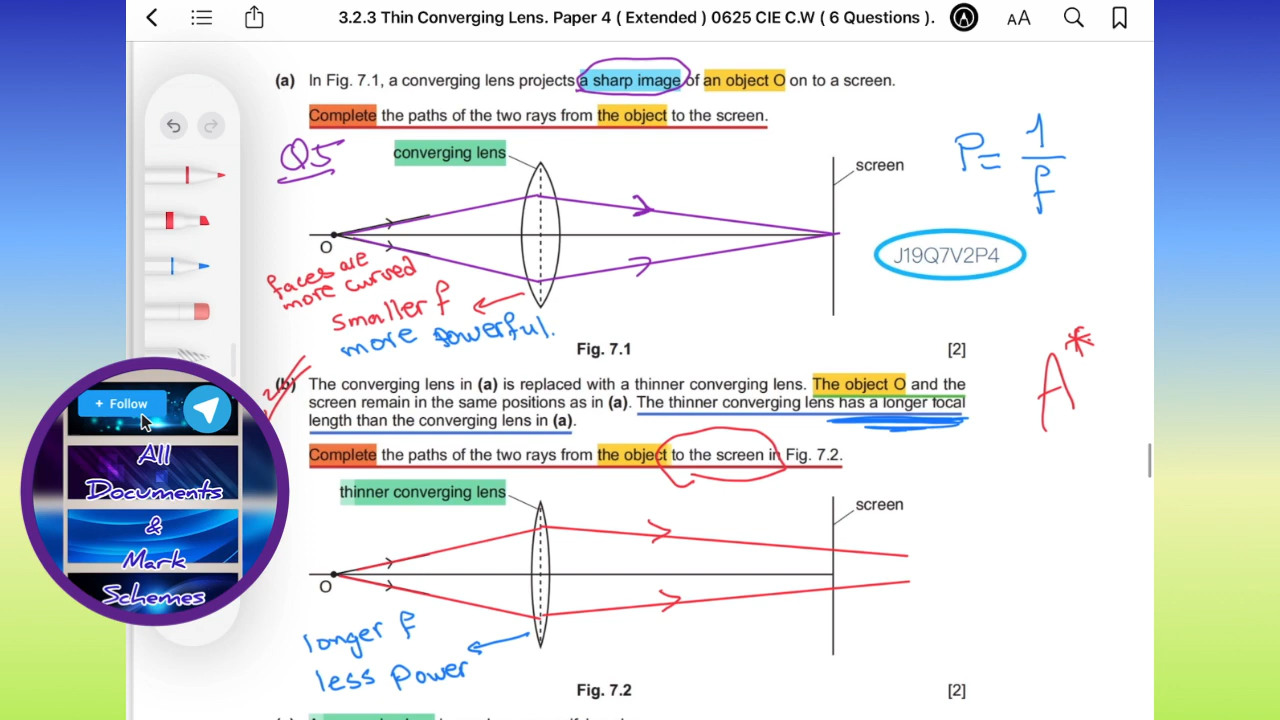 3.2.3 Thin Converging Lens. Paper 4 ( Extended ) 0625 CIE C.W ( 6 Questions ).
AA
(a) In Fig. 7.1, a converging lens projects a sharp image of an object O on to a screen.
Complete the paths of the two rays from the object to the screen.
Q5
converging lens
screen
P = 1/f
O
J19Q7V2P4
faces are
more curved
smaller f
more powerful.
Fig. 7.1 [2]
A*
(b) The converging lens in (a) is replaced with a thinner converging lens. The object O and the
screen remain in the same positions as in (a). The thinner converging lens has a longer focal
length than the converging lens in (a).
Complete the paths of the two rays from the object to the screen in Fig. 7.2.
thinner converging lens
screen
O
longer f
less power
Fig. 7.2 [2]
+ Follow
All
Documents
&
Mark
Schemes